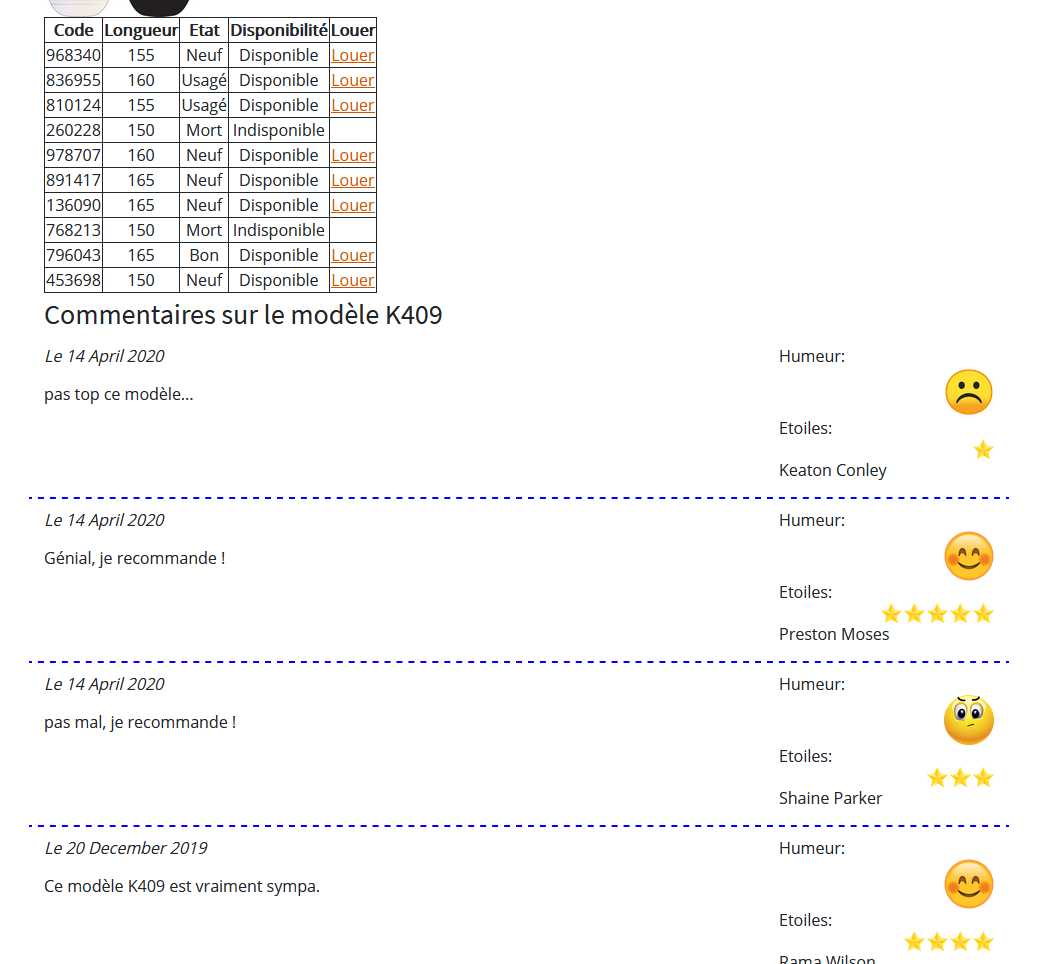 Code Longueur Etat Disponibilité Louer
968340 155 Neuf Disponible Louer
836955 160 Usagé Disponible Louer
810124 155 Usagé Disponible Louer
260228 150 Mort Indisponible
978707 160 Neuf Disponible Louer
891417 165 Neuf Disponible Louer
136090 165 Neuf Disponible Louer
768213 150 Mort Indisponible
796043 165 Bon Disponible Louer
453698 150 Neuf Disponible Louer
Commentaires sur le modèle K409
Le 14 April 2020
pas top ce modèle...
Humeur:
Etoiles:
Keaton Conley
Le 14 April 2020
Génial, je recommande !
Humeur:
Etoiles:
Preston Moses
Le 14 April 2020
pas mal, je recommande !
Humeur:
Etoiles:
Shaine Parker
Le 20 December 2019
Ce modèle K409 est vraiment sympa.
Humeur:
Etoiles:
Rama Wilson